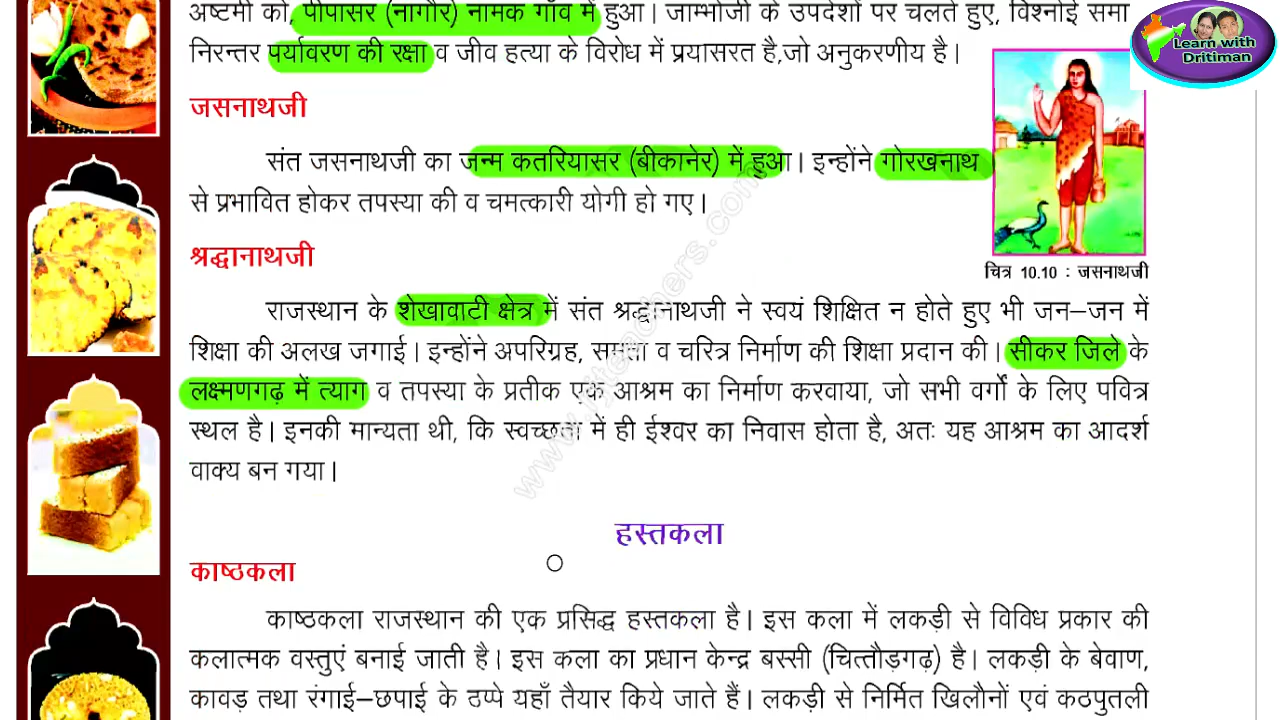 अष्टमी को, पीपासर (नागौर) नामक गाँव में हुआ। जाम्भोजी के उपदेशों पर चलते हुए, विश्नोई समा
निरन्तर पर्यावरण की रक्षा व जीव हत्या के विरोध में प्रयासरत है,जो अनुकरणीय है।
Learn with
Dritiman
जसनाथजी
संत जसनाथजी का जन्म कतरियासर (बीकानेर) में हुआ। इन्होंने गोरखनाथ
से प्रभावित होकर तपस्या की व चमत्कारी योगी हो गए।
चित्र 10.10 : जसनाथजी
श्रद्धानाथजी
राजस्थान के शेखावाटी क्षेत्र में संत श्रद्धानाथजी ने स्वयं शिक्षित न होते हुए भी जन–जन में
शिक्षा की अलख जगाई। इन्होंने अपरिग्रह, समता व चरित्र निर्माण की शिक्षा प्रदान की। सीकर जिले के
लक्ष्मणगढ़ में त्याग व तपस्या के प्रतीक एक आश्रम का निर्माण करवाया, जो सभी वर्गों के लिए पवित्र
स्थल है। इनकी मान्यता थी, कि स्वच्छता में ही ईश्वर का निवास होता है, अतः यह आश्रम का आदर्श
वाक्य बन गया।
हस्तकला
काष्ठकला
काष्ठकला राजस्थान की एक प्रसिद्ध हस्तकला है। इस कला में लकड़ी से विविध प्रकार की
कलात्मक वस्तुएं बनाई जाती है। इस कला का प्रधान केन्द्र बस्सी (चित्तौड़गढ़) है। लकड़ी के बेवाण,
कावड़ तथा रंगाई–छपाई के ठप्पे यहाँ तैयार किये जाते हैं। लकड़ी से निर्मित खिलौनों एवं कठपुतली